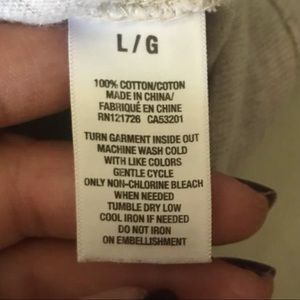 L/G
100% COTTON/COTON
MADE IN CHINA/
FABRIQUÉ EN CHINE
RN121726 CA53201
TURN GARMENT INSIDE OUT
MACHINE WASH COLD
WITH LIKE COLORS
GENTLE CYCLE
ONLY NON-CHLORINE BLEACH
WHEN NEEDED
TUMBLE DRY LOW
COOL IRON IF NEEDED
DO NOT IRON
ON EMBELLISHMENT